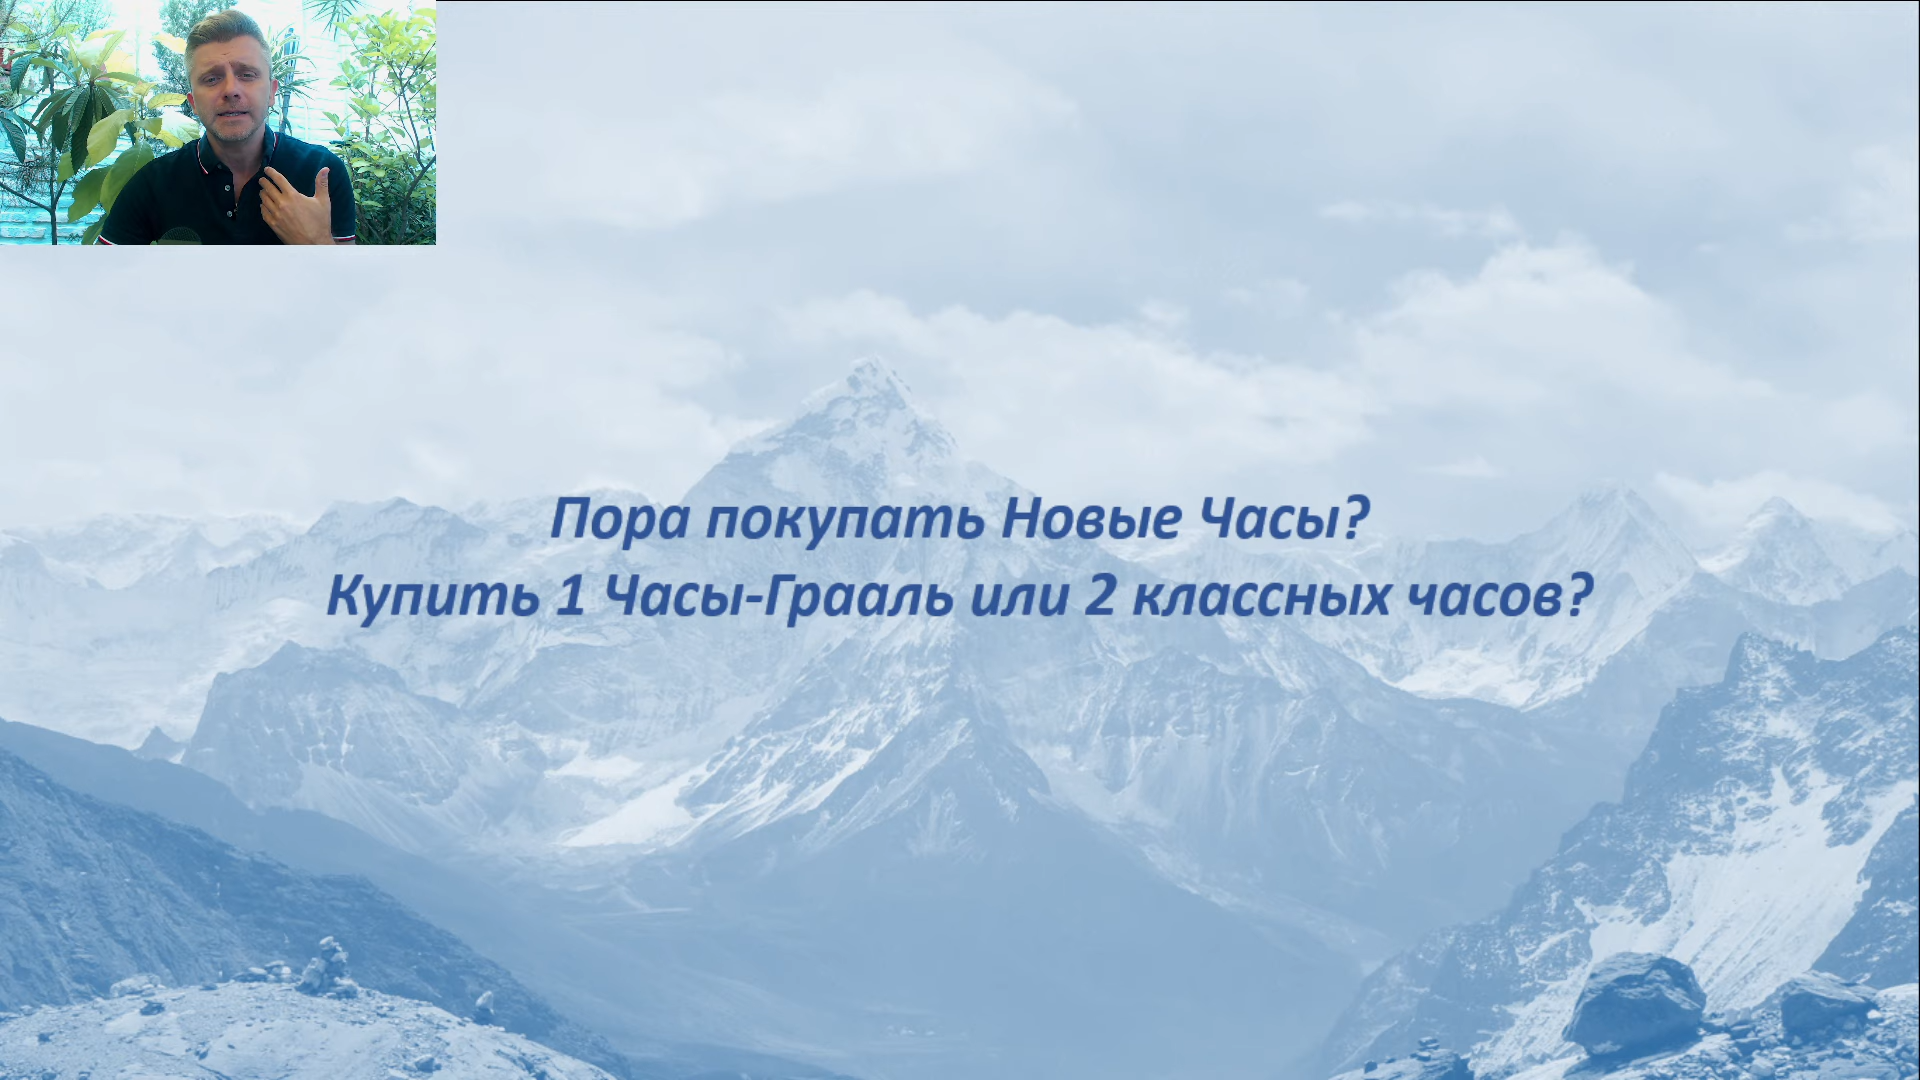 Пора покупать Новые Часы?
Купить 1 Часы-Грааль или 2 классных часов?